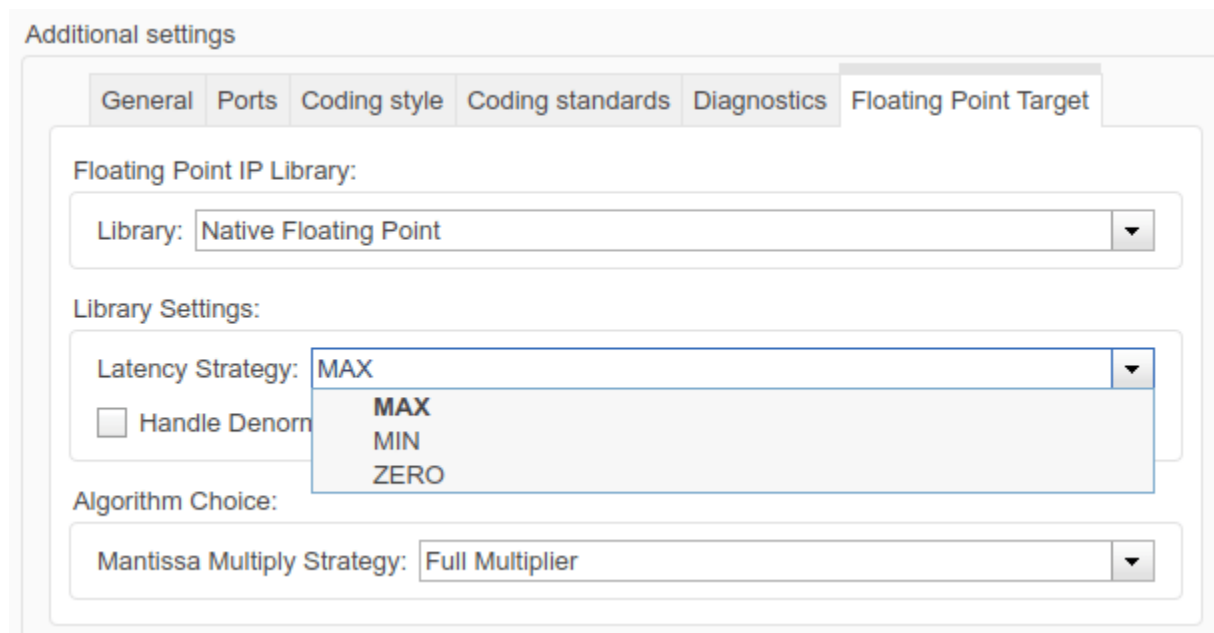 Additional settings
General Ports Coding style Coding standards Diagnostics Floating Point Target
Floating Point IP Library:
Library: Native Floating Point
Library Settings:
Latency Strategy: MAX
MAX
Handle
MIN
ZERO
Algorithm Choice:
Mantissa Multiply Strategy: Full Multiplier